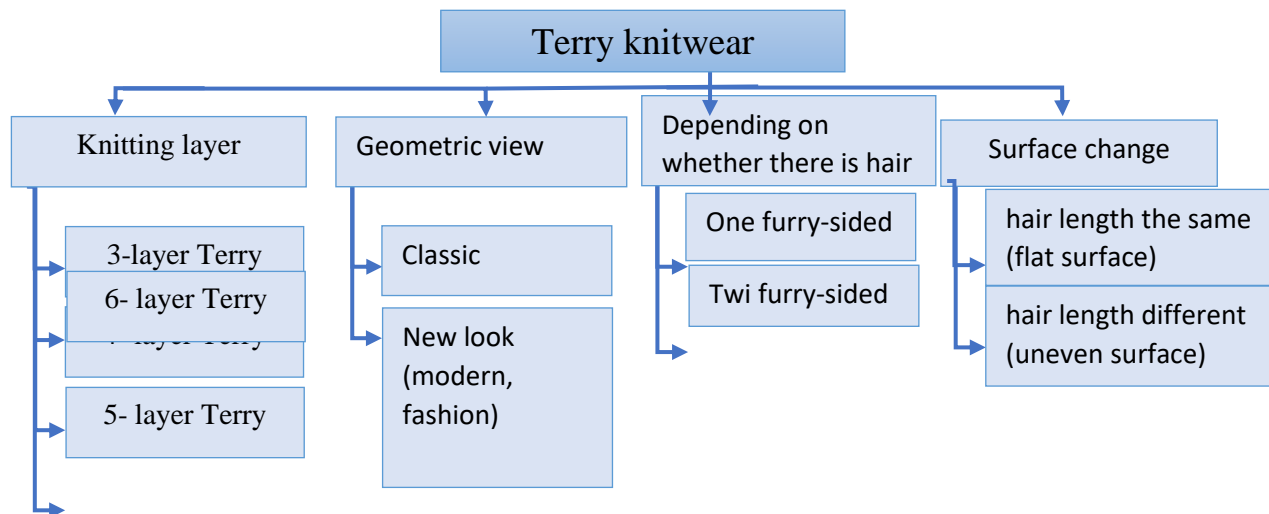 Terry knitwear
Knitting layer
3-layer Terry
6- layer Terry
layer Terry
5- layer Terry
Geometric view
Classic
New look
(modern,
fashion)
Depending on
whether there is hair
One furry-sided
Twi furry-sided
Surface change
hair length the same
(flat surface)
hair length different
(uneven surface)